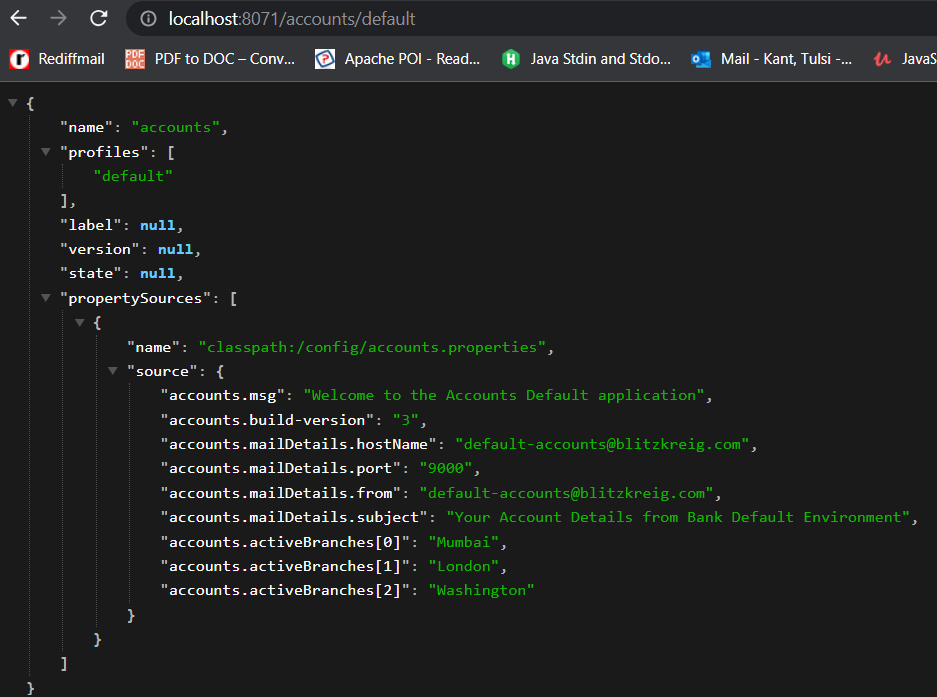 localhost:8071/accounts/default
r Rediffmail PDF DOC PDF to DOC – Conv... Apache POI - Read... H Java Stdin and Stdo... Mail - Kant, Tulsi -... JavaS
{
"name": "accounts",
"profiles": [
"default"
],
"label": null,
"version": null,
"state": null,
"propertySources": [
{
"name": "classpath:/config/accounts.properties",
"source": {
"accounts.msg": "Welcome to the Accounts Default application",
"accounts.build-version": "3",
"accounts.mailDetails.hostName": "default-accounts@blitzkreig.com",
"accounts.mailDetails.port": "9000",
"accounts.mailDetails.from": "default-accounts@blitzkreig.com",
"accounts.mailDetails.subject": "Your Account Details from Bank Default Environment",
"accounts.activeBranches[0]": "Mumbai",
"accounts.activeBranches[1]": "London",
"accounts.activeBranches[2]": "Washington"
}
}
]
}